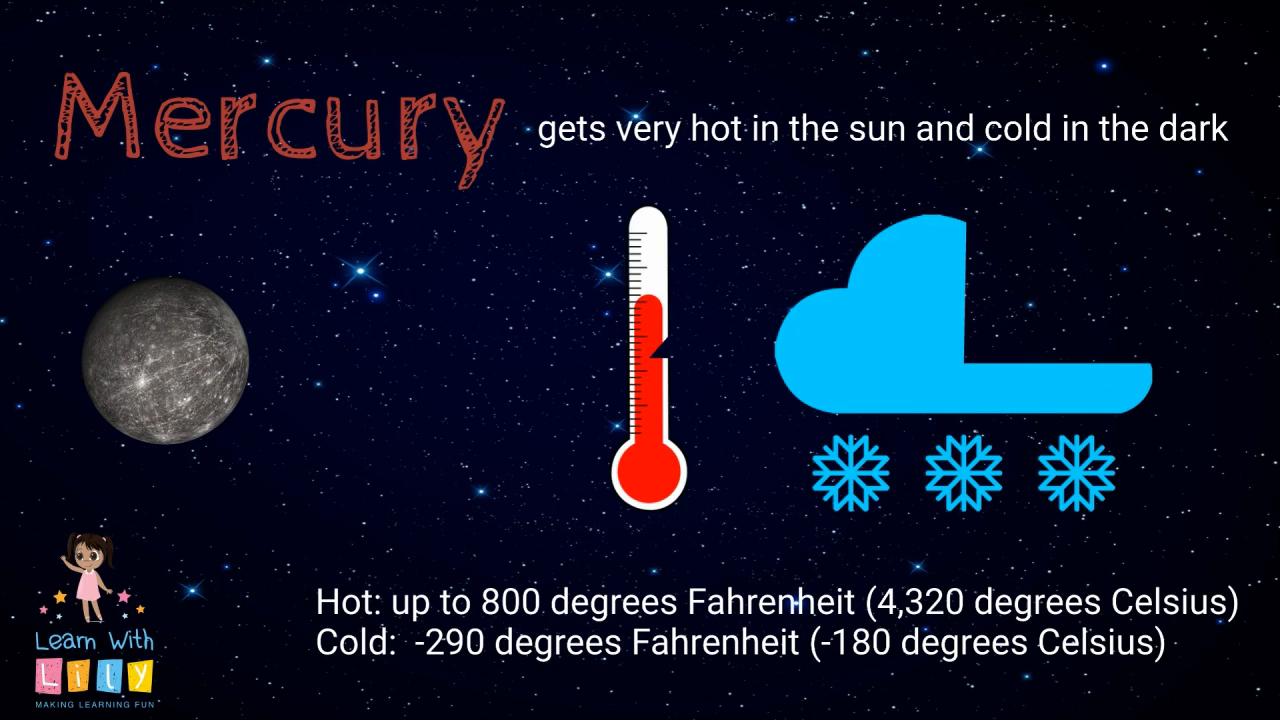 Mercury gets very hot in the sun and cold in the dark
Hot: up to 800 degrees Fahrenheit (4,320 degrees Celsius)
Cold: -290 degrees Fahrenheit (-180 degrees Celsius)
Learn With
Lily
MAKING LEARNING FUN